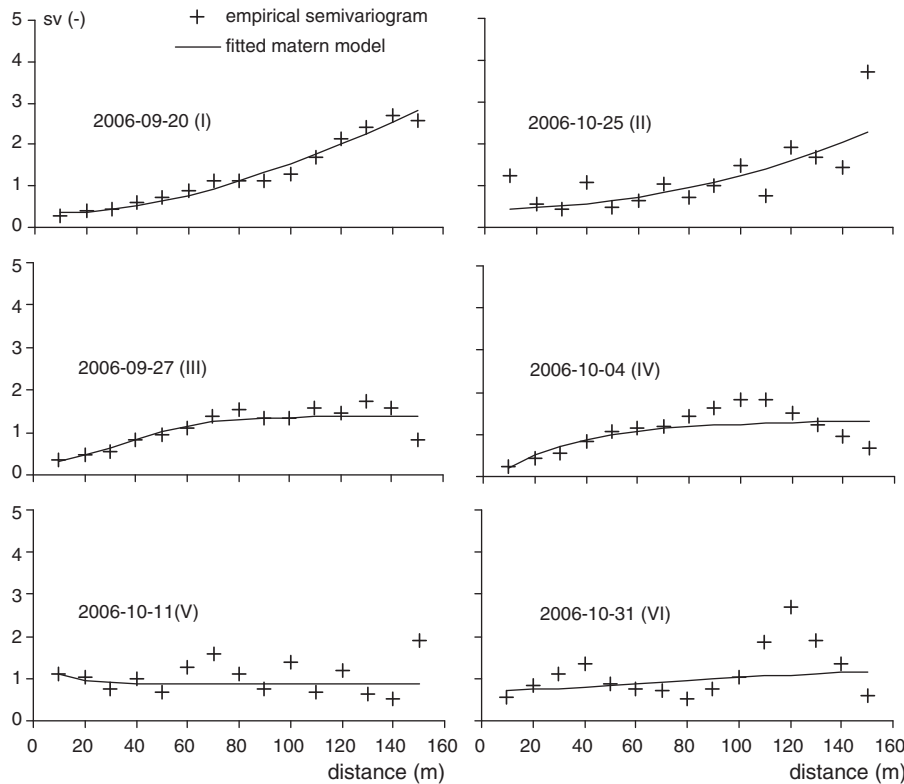 sv (-)
empirical semivariogram
fitted matern model
5
4
3
2
1
0
2006-09-20 (I)
2006-10-25 (II)
5
4
3
2
1
0
2006-09-27 (III)
2006-10-04 (IV)
5
4
3
2
1
0
2006-10-11(V)
2006-10-31 (VI)
0 20 40 60 80 100 120 140 160
0 20 40 60 80 100 120 140 160
distance (m)
distance (m)